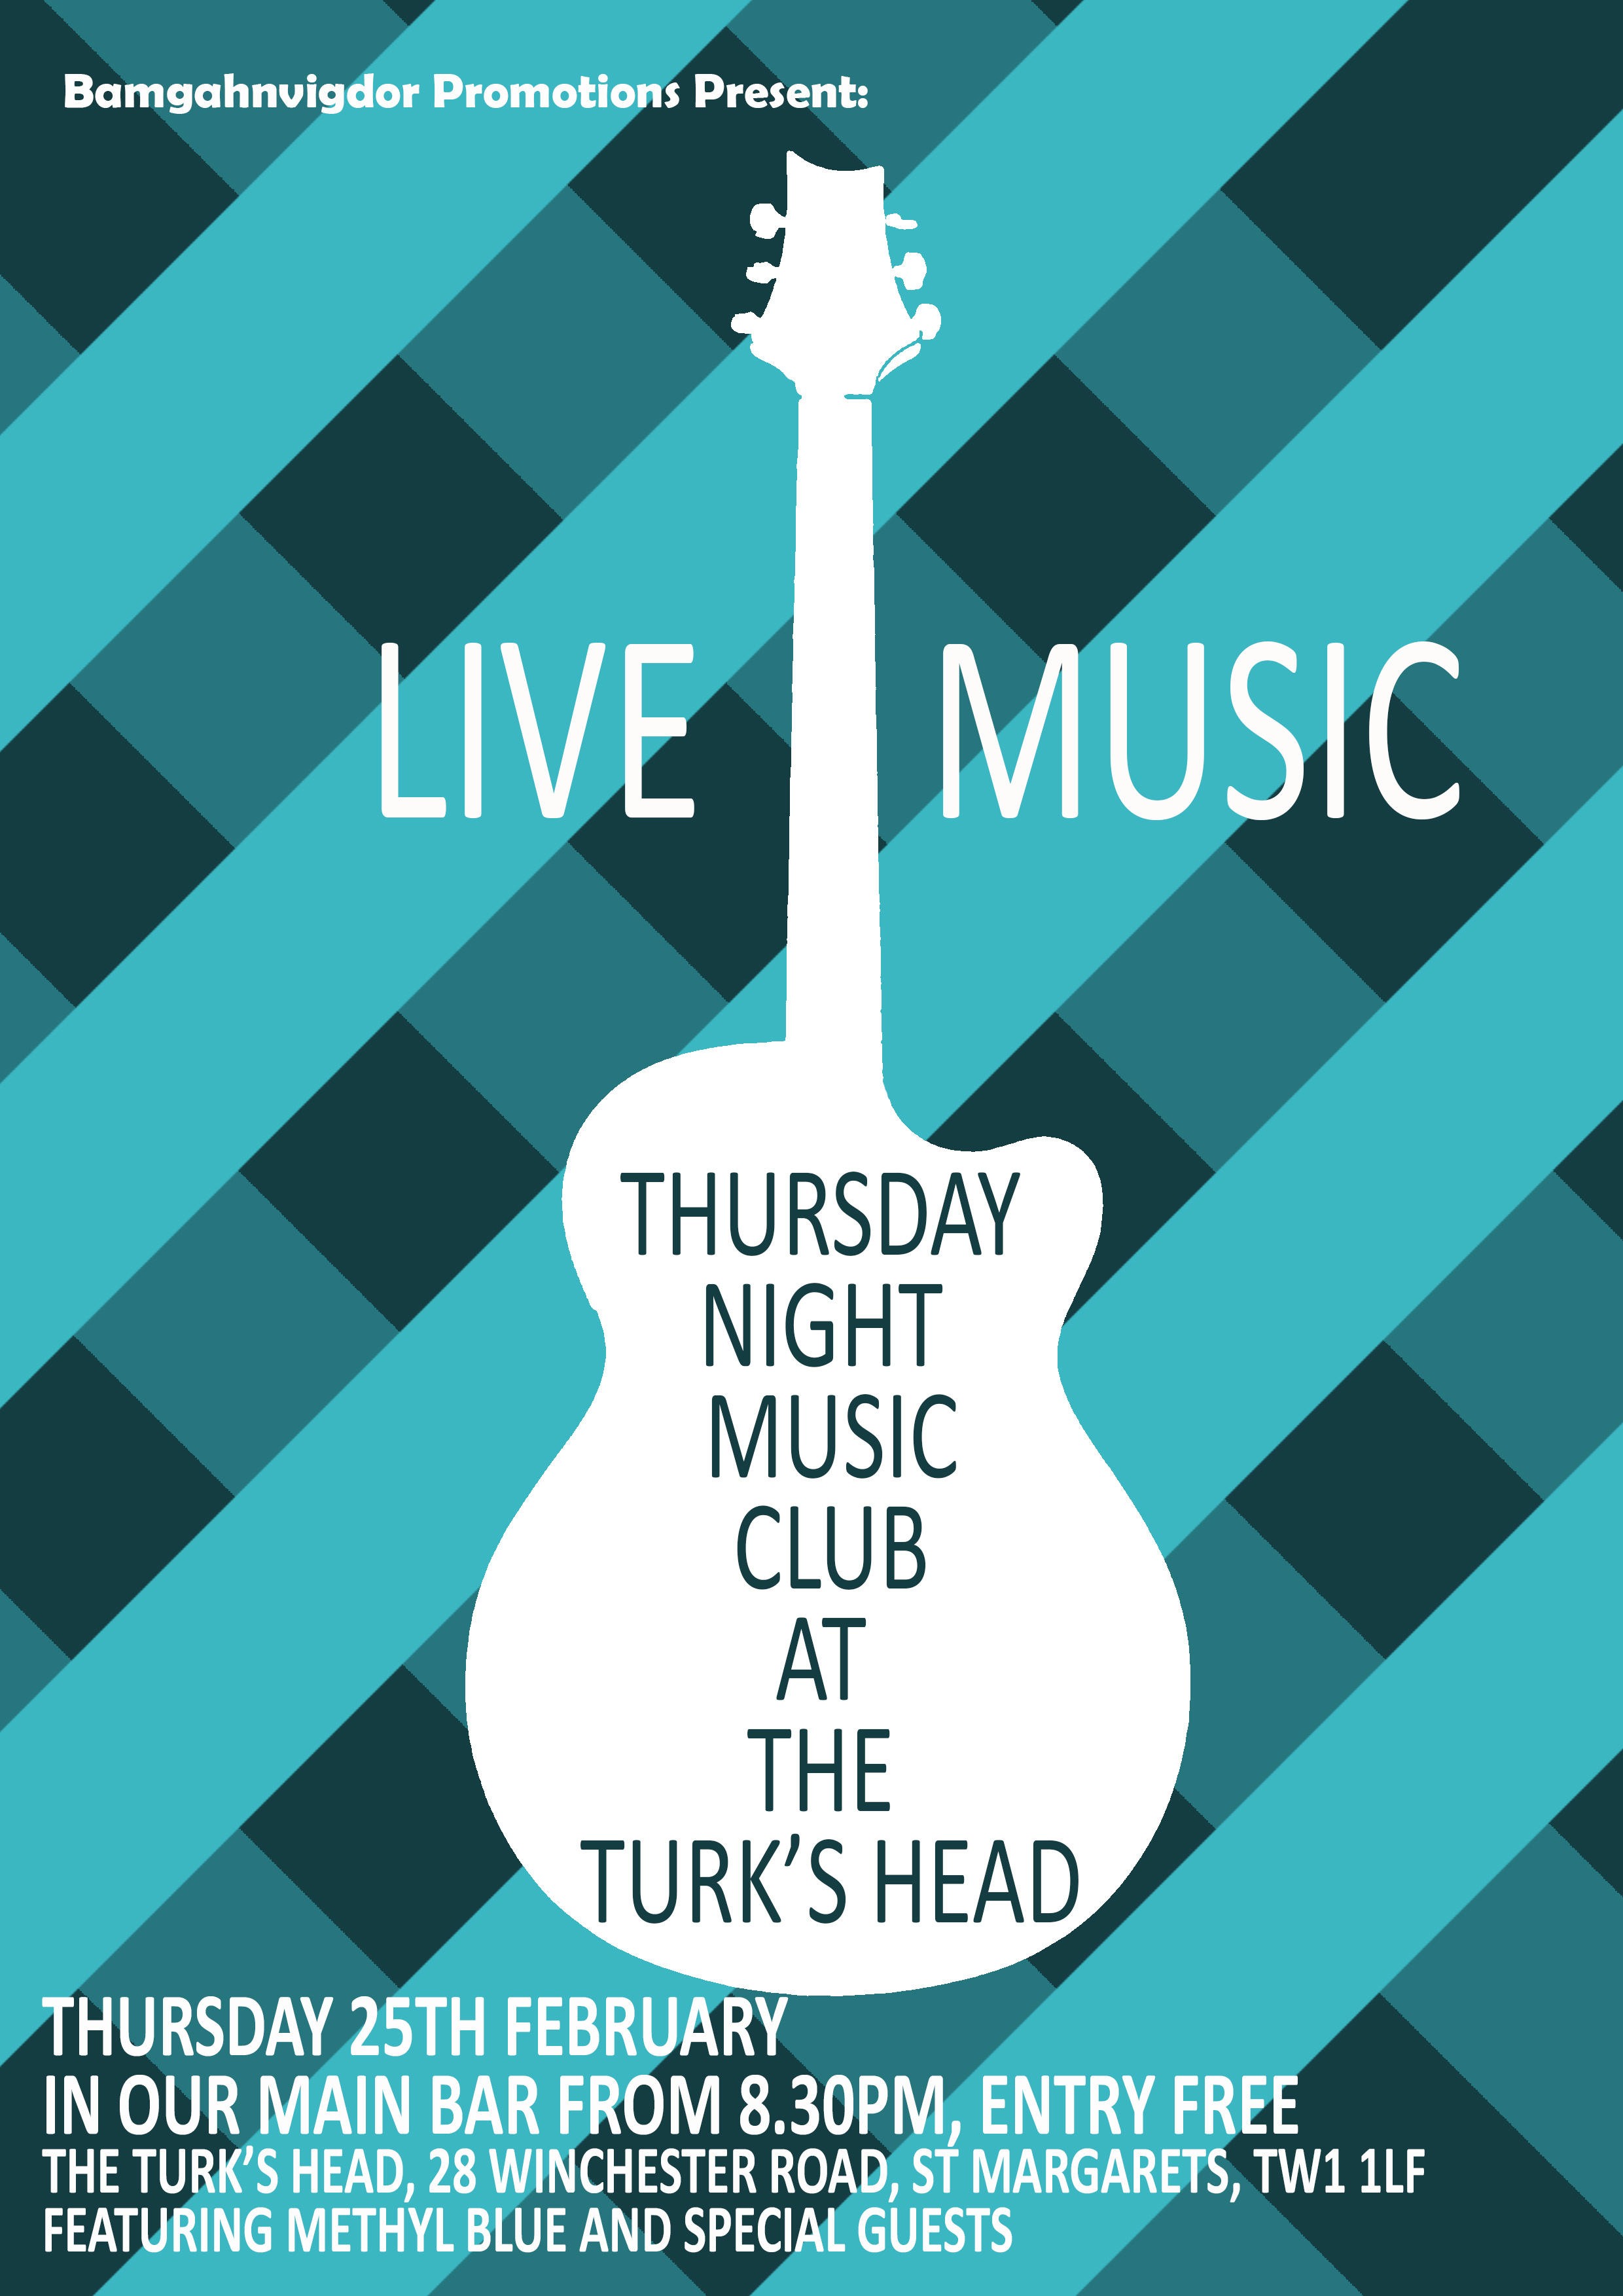 Bamgahnvigdor Promotions Present:
LIVE MUSIC
THURSDAY
NIGHT
MUSIC
CLUB
AT
THE
TURK’S HEAD
THURSDAY 25TH FEBRUARY
IN OUR MAIN BAR FROM 8.30PM, ENTRY FREE
THE TURK’S HEAD, 28 WINCHESTER ROAD, ST MARGARETS, TW1 1LF
FEATURING METHYL BLUE AND SPECIAL GUESTS